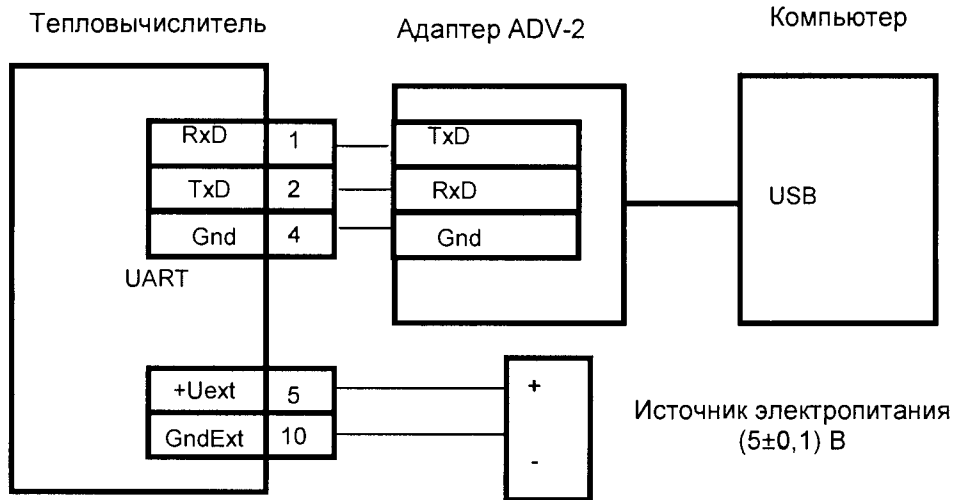 Тепловычислитель
Адаптер ADV-2
Компьютер
RxD 1
TxD
TxD 2
RxD
USB
Gnd 4
Gnd
UART
+Uext 5
+
GndExt 10
-
Источник электропитания
(5±0,1) В